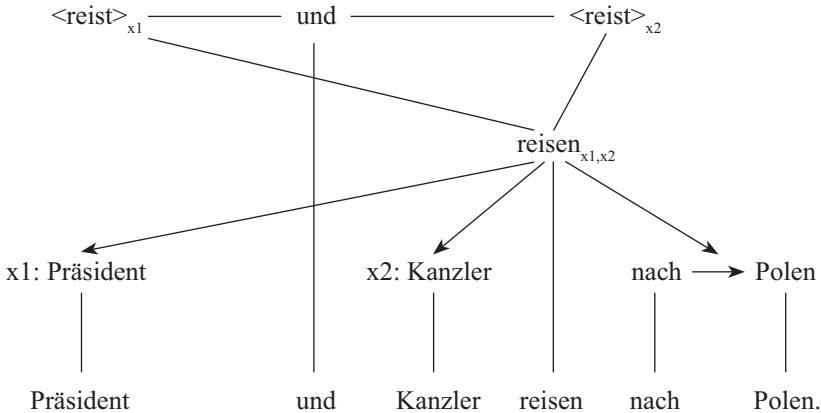 <reist>x1 und <reist>x2
reisenx1,x2
x1: Präsident x2: Kanzler nach Polen
Präsident und Kanzler reisen nach Polen.